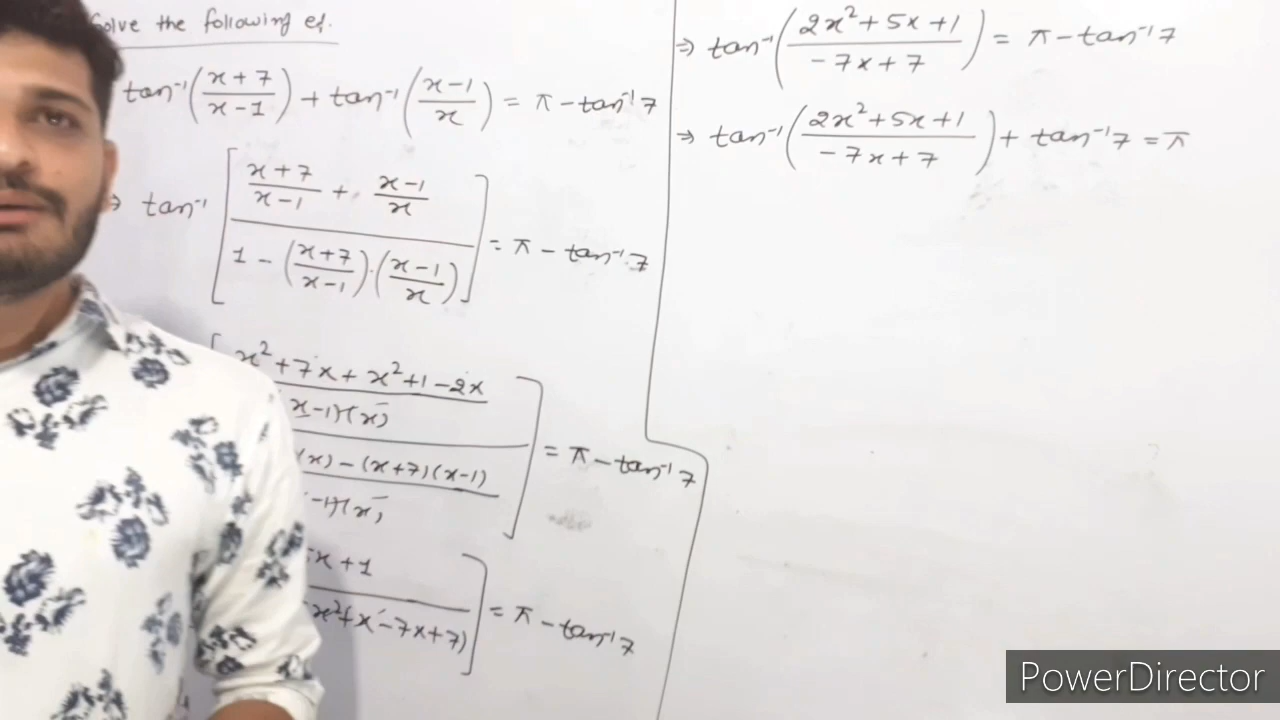 Solve the following eq.
tan⁻¹((x+7)/(x-1)) + tan⁻¹((x-1)/x) = π - tan⁻¹7
⇒ tan⁻¹[((x+7)/(x-1) + (x-1)/x)/(1 - ((x+7)/(x-1))·((x-1)/x))] = π - tan⁻¹7
[(x²+7x+x²+1-2x)/(x-1)(x) / (x)-(x+7)(x-1)/-1)(x)] = π - tan⁻¹7
x+1 / x²+x-7x+7)] = π - tan⁻¹7
⇒ tan⁻¹((2x²+5x+1)/(-7x+7)) = π - tan⁻¹7
⇒ tan⁻¹((2x²+5x+1)/(-7x+7)) + tan⁻¹7 = π
PowerDirector